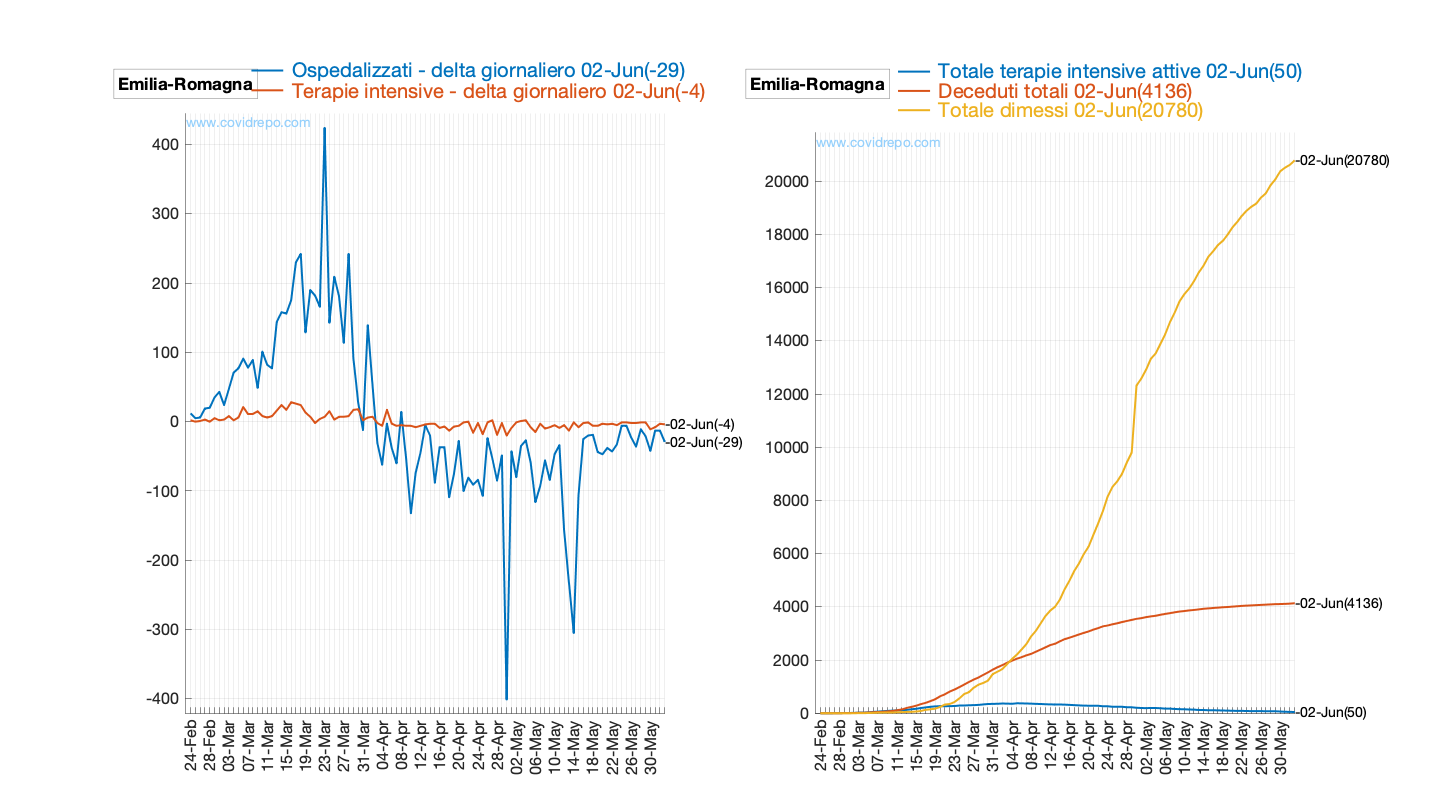 Emilia-Romagna
Ospedalizzati - delta giornaliero 02-Jun(-29)
Terapie intensive - delta giornaliero 02-Jun(-4)
www.covidrepo.com
400
300
200
100
0
-100
-200
-300
-400
-02-Jun(-4)
-02-Jun(-29)
24-Feb
28-Feb
03-Mar
07-Mar
11-Mar
15-Mar
19-Mar
23-Mar
27-Mar
31-Mar
04-Apr
08-Apr
12-Apr
16-Apr
20-Apr
24-Apr
28-Apr
02-May
06-May
10-May
14-May
18-May
22-May
26-May
30-May
Emilia-Romagna
Totale terapie intensive attive 02-Jun(50)
Deceduti totali 02-Jun(4136)
Totale dimessi 02-Jun(20780)
www.covidrepo.com
20000
18000
16000
14000
12000
10000
8000
6000
4000
2000
0
-02-Jun(20780)
-02-Jun(4136)
-02-Jun(50)
24-Feb
28-Feb
03-Mar
07-Mar
11-Mar
15-Mar
19-Mar
23-Mar
27-Mar
31-Mar
04-Apr
08-Apr
12-Apr
16-Apr
20-Apr
24-Apr
28-Apr
02-May
06-May
10-May
14-May
18-May
22-May
26-May
30-May